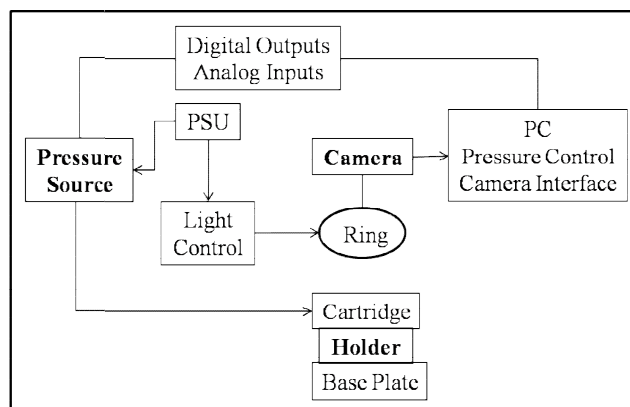 Digital Outputs
Analog Inputs
PSU
Pressure
Source
Camera
PC
Pressure Control
Camera Interface
Light
Control
Ring
Cartridge
Holder
Base Plate